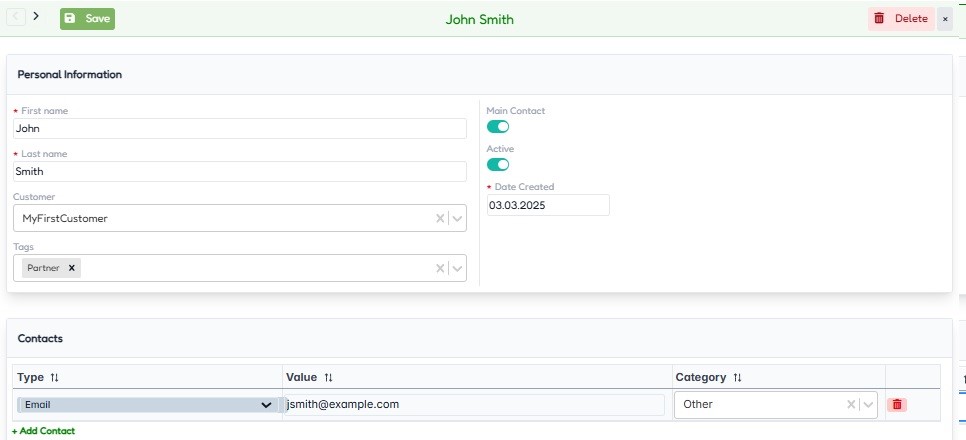 Save
John Smith
Delete
Personal Information
* First name
John
* Last name
Smith
Customer
MyFirstCustomer
Tags
Partner
Main Contact
Active
* Date Created
03.03.2025
Contacts
Type Value Category
Email jsmith@example.com Other
+ Add Contact